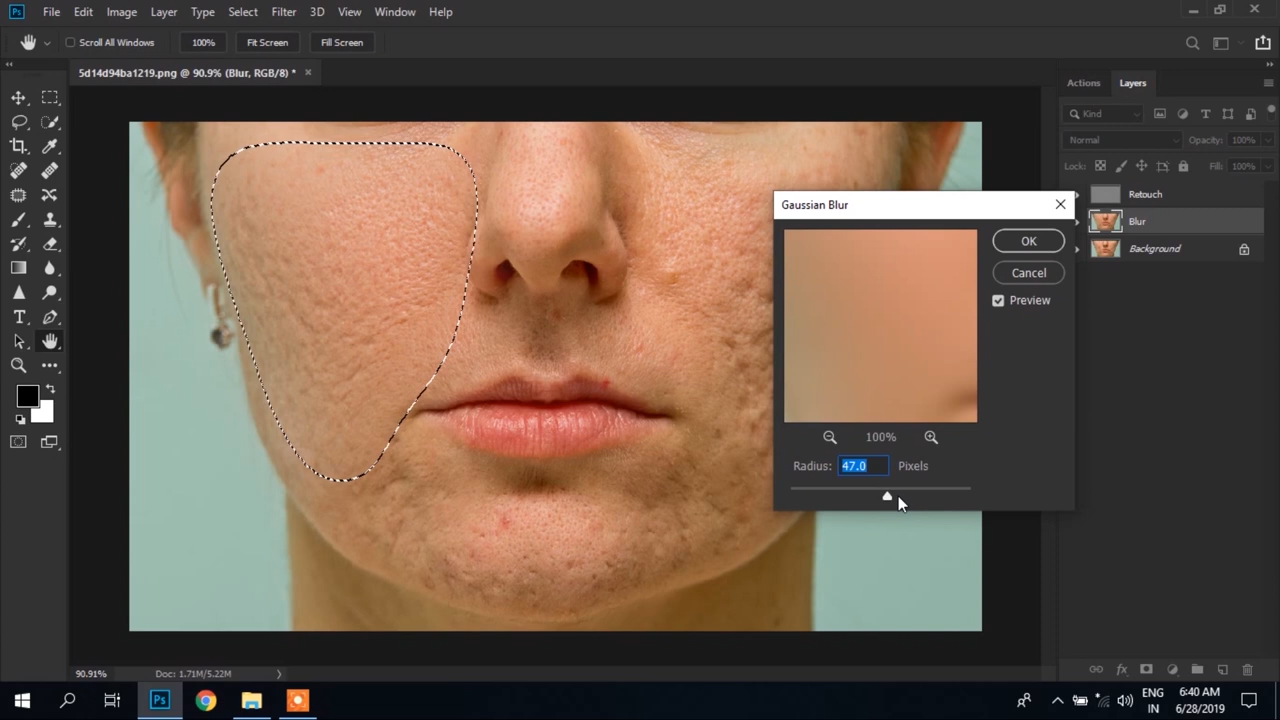 Ps File Edit Image Layer Type Select Filter 3D View Window Help
Scroll All Windows 100% Fit Screen Fill Screen
5d14d94ba1219.png @ 90.9% (Blur, RGB/8) * ×
Actions Layers
Kind
Normal Opacity: 100%
Lock: Fill: 100%
Retouch
Blur
Background
Gaussian Blur
OK
Cancel
Preview
100%
Radius: 47.0 Pixels
90.91% Doc: 1.71M/5.22M
Ps
ENG
IN
6:40 AM
6/28/2019